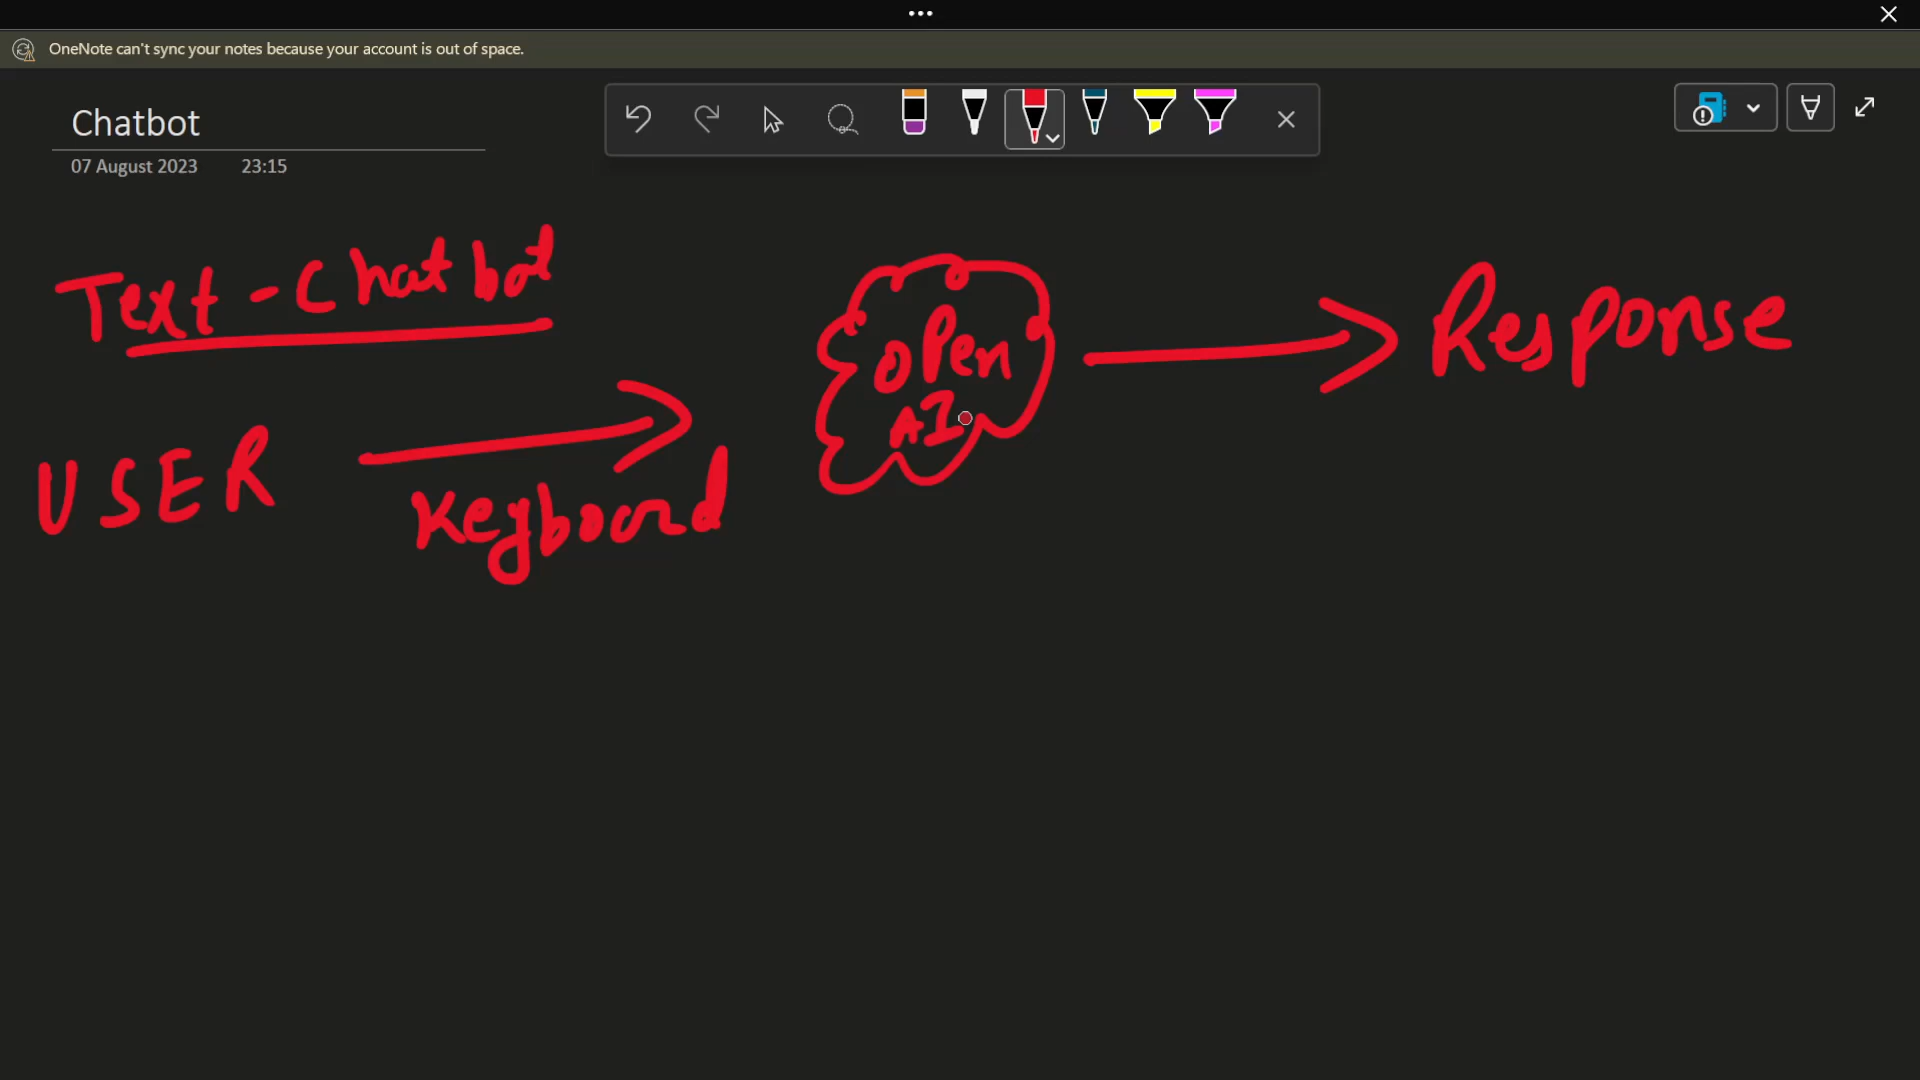 OneNote can't sync your notes because your account is out of space.
Chatbot
07 August 2023 23:15
Text - Chatbot
USER
Keyboard
open
AI
Response